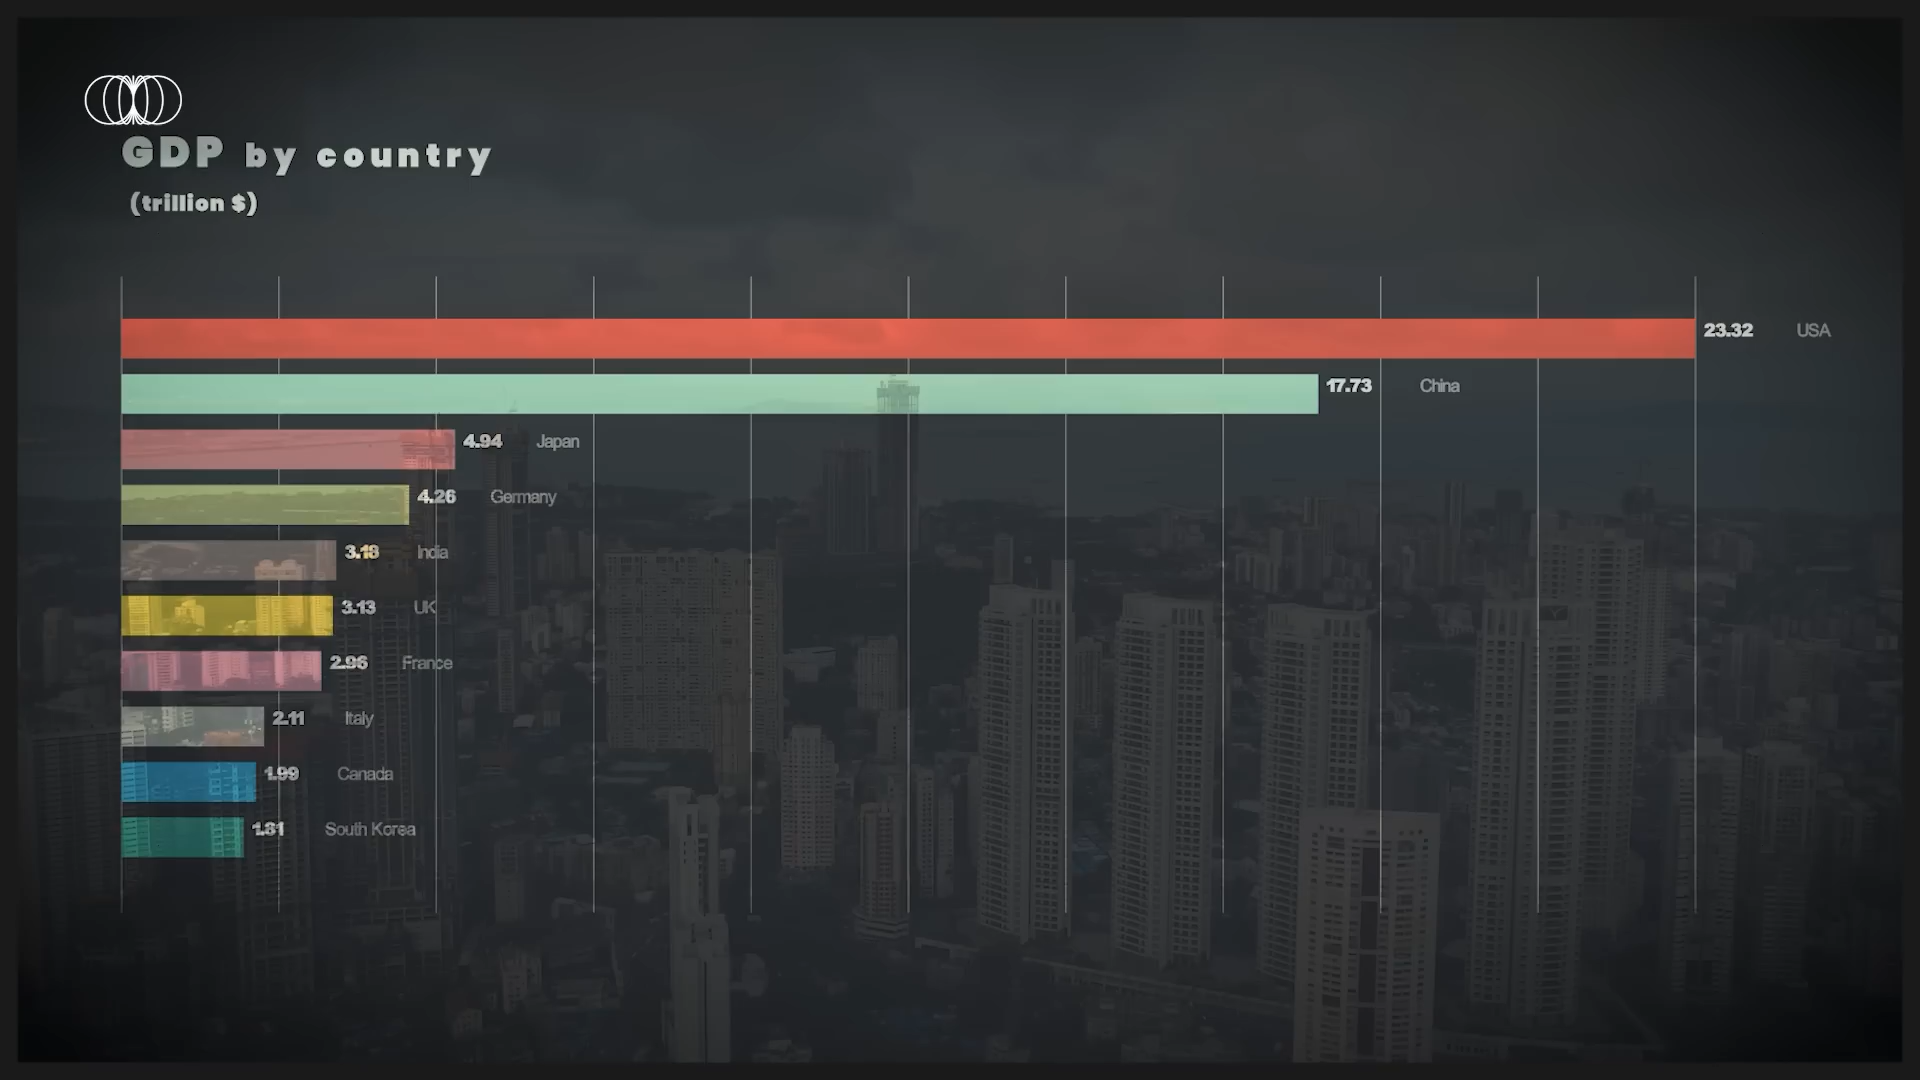 GDP by country
(trillion $)
23.32 USA
17.73 China
4.94 Japan
4.26 Germany
3.18 India
3.13 UK
2.96 France
2.11 Italy
1.99 Canada
1.81 South Korea